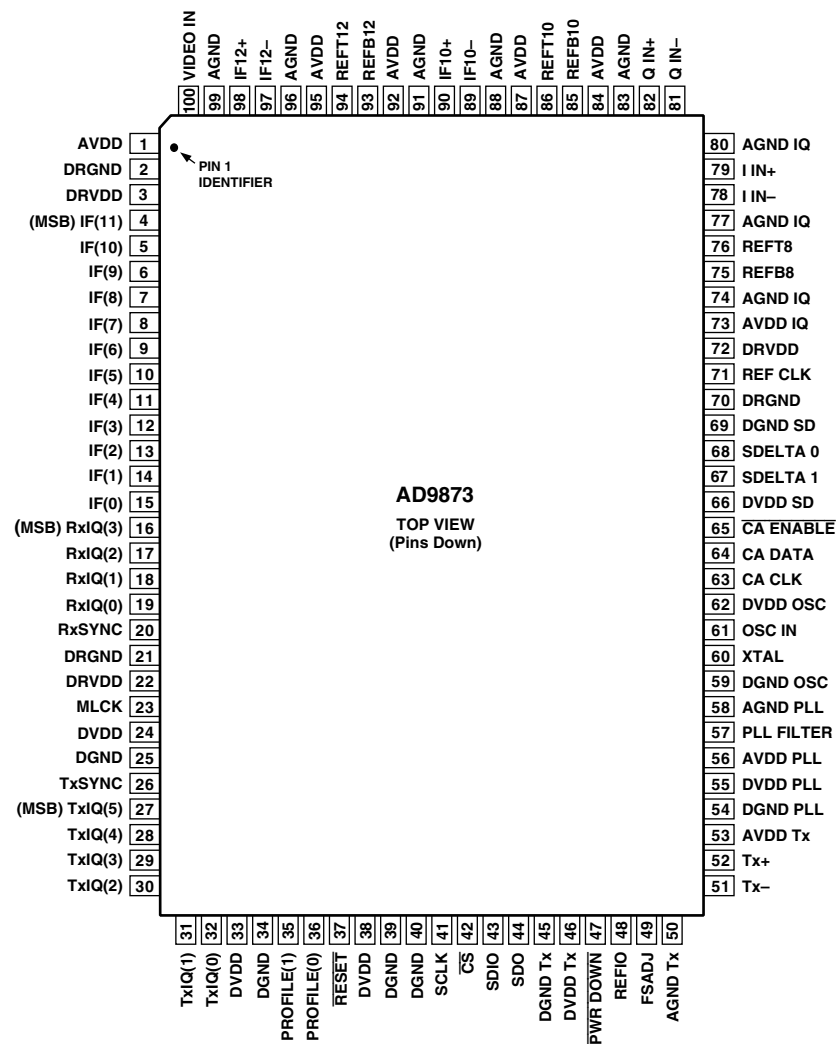 VIDEO IN
AGND
IF12+
IF12–
AGND
AVDD
REFT12
REFB12
AVDD
AGND
IF10+
IF10–
AGND
AVDD
REFT10
REFB10
AVDD
AGND
Q IN+
Q IN–
100 99 98 97 96 95 94 93 92 91 90 89 88 87 86 85 84 83 82 81
AVDD 1
DRGND 2
DRVDD 3
(MSB) IF(11) 4
IF(10) 5
IF(9) 6
IF(8) 7
IF(7) 8
IF(6) 9
IF(5) 10
IF(4) 11
IF(3) 12
IF(2) 13
IF(1) 14
IF(0) 15
(MSB) RxIQ(3) 16
RxIQ(2) 17
RxIQ(1) 18
RxIQ(0) 19
RxSYNC 20
DRGND 21
DRVDD 22
MLCK 23
DVDD 24
DGND 25
TxSYNC 26
(MSB) TxIQ(5) 27
TxIQ(4) 28
TxIQ(3) 29
TxIQ(2) 30
PIN 1
IDENTIFIER
AD9873
TOP VIEW
(Pins Down)
80 AGND IQ
79 I IN+
78 I IN–
77 AGND IQ
76 REFT8
75 REFB8
74 AGND IQ
73 AVDD IQ
72 DRVDD
71 REF CLK
70 DRGND
69 DGND SD
68 SDELTA 0
67 SDELTA 1
66 DVDD SD
65 CA ENABLE
64 CA DATA
63 CA CLK
62 DVDD OSC
61 OSC IN
60 XTAL
59 DGND OSC
58 AGND PLL
57 PLL FILTER
56 AVDD PLL
55 DVDD PLL
54 DGND PLL
53 AVDD Tx
52 Tx+
51 Tx–
31 32 33 34 35 36 37 38 39 40 41 42 43 44 45 46 47 48 49 50
TxIQ(1)
TxIQ(0)
DVDD
DGND
PROFILE(1)
PROFILE(0)
RESET
DVDD
DGND
DGND
SCLK
CS
SDIO
SDO
DGND Tx
DVDD Tx
PWR DOWN
REFIO
FSADJ
AGND Tx